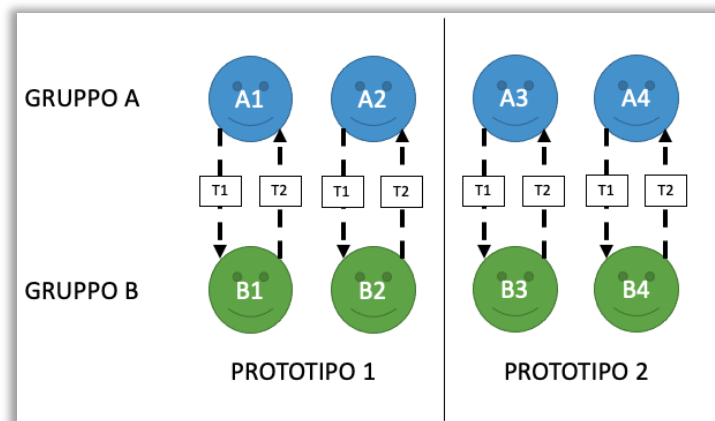 GRUPPO A A1 A2 A3 A4
T1 T2 T1 T2 T1 T2 T1 T2
GRUPPO B B1 B2 B3 B4
PROTOTIPO 1 PROTOTIPO 2